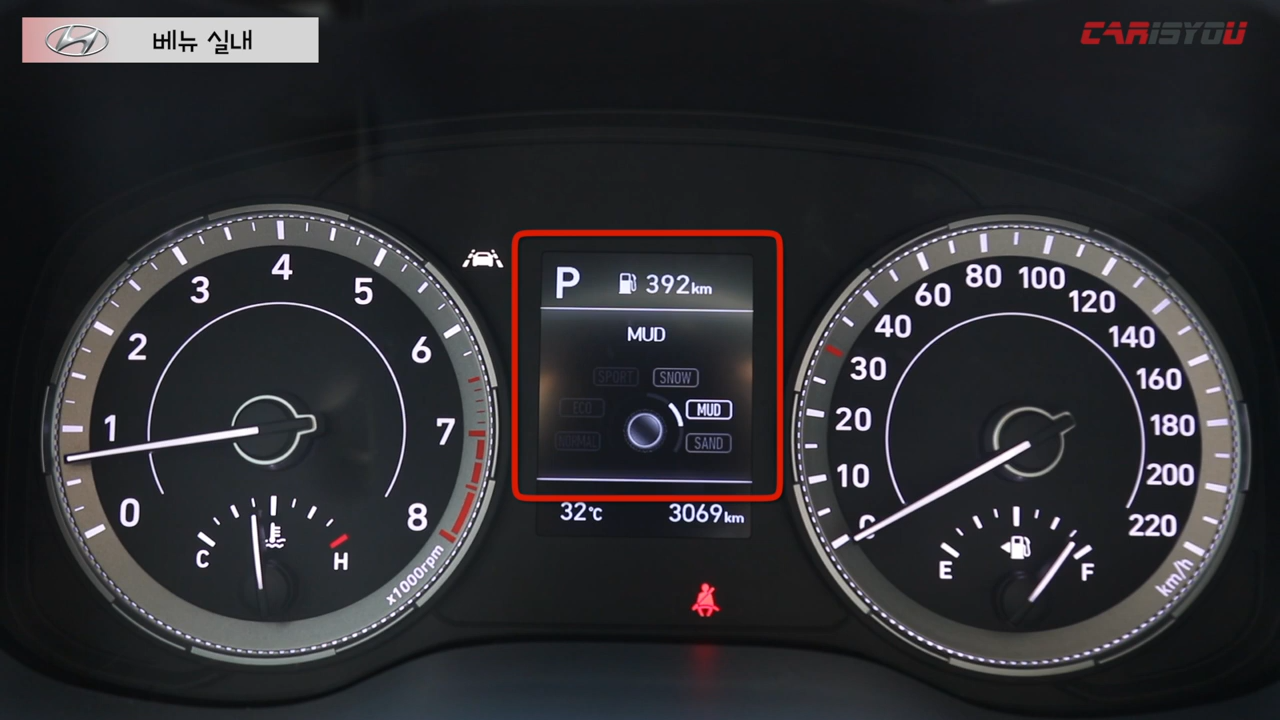 베뉴 실내
CARISYOU
0
1
2
3
4
5
6
7
8
x1000rpm
C
H
P
392km
MUD
SPORT
SNOW
ECO
MUD
NORMAL
SAND
32℃
3069km
0
10
20
30
40
60
80
100
120
140
160
180
200
220
km/h
E
F